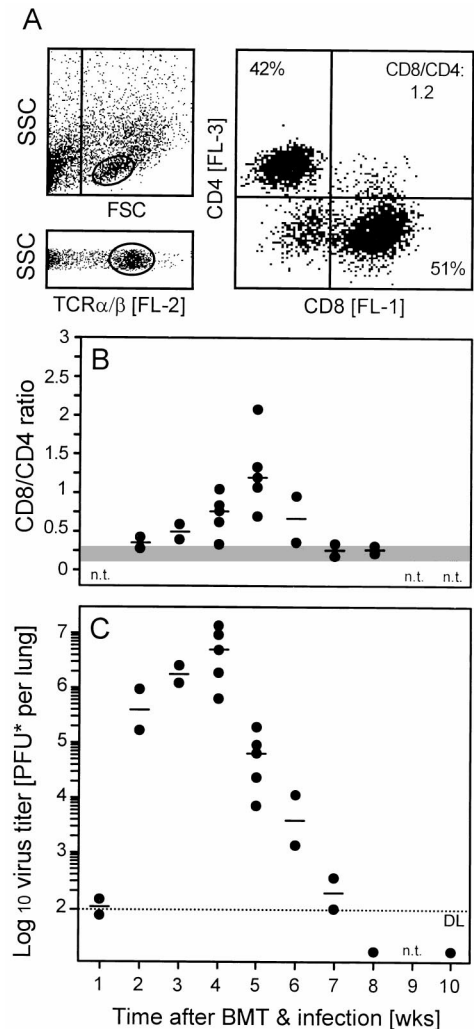 A
SSC
FSC
SSC
TCRα/β [FL-2]
42%
CD8/CD4:
1.2
CD4 [FL-3]
51%
CD8 [FL-1]
B
CD8/CD4 ratio
3
2.5
2
1.5
1
0.5
0
n.t.
n.t.
n.t.
C
Log 10 virus titer [PFU* per lung]
7
6
5
4
3
2
DL
n.t.
1 2 3 4 5 6 7 8 9 10
Time after BMT & infection [wks]